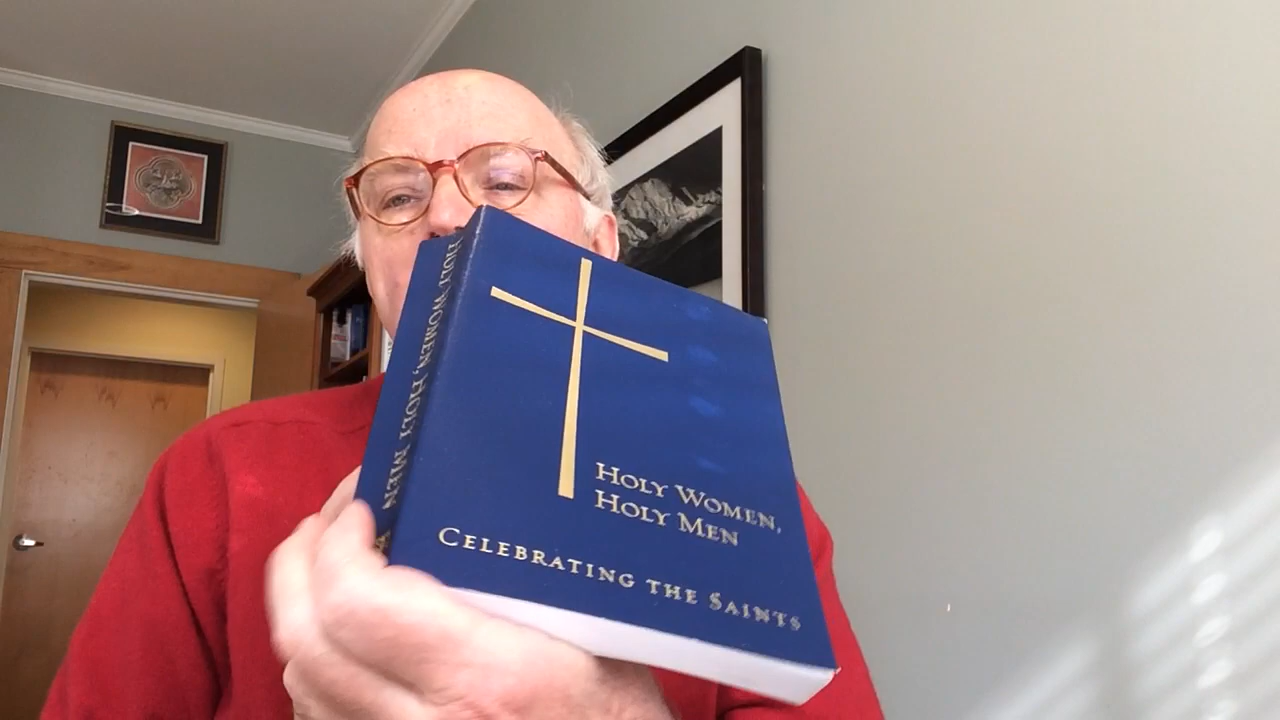 HOLY WOMEN, HOLY MEN
HOLY WOMEN,
HOLY MEN
CELEBRATING THE SAINTS